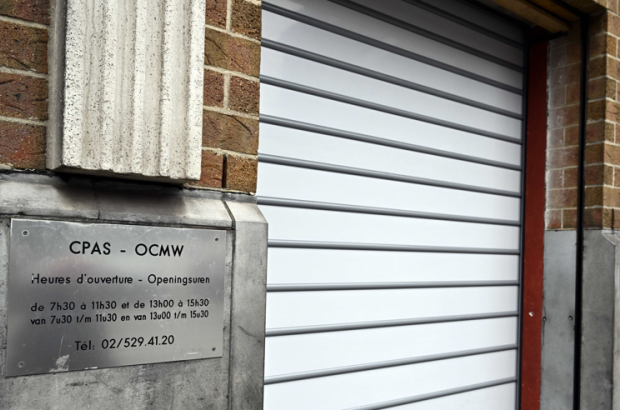 CPAS - OCMW
Heures d'ouverture - Openingsuren
de 7h30 à 11h30 et de 13h00 à 15h30
van 7u30 t/m 11u30 en van 13u00 t/m 15u30
Tél: 02/529.41.20